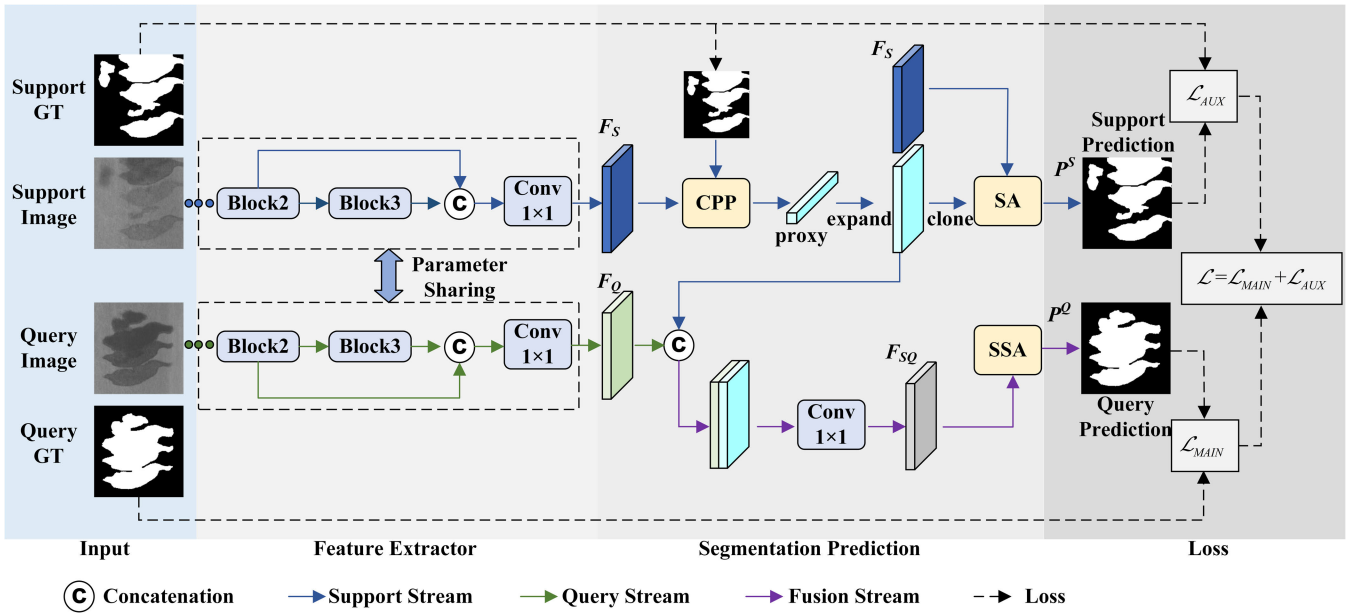 Support
GT
Support
Image
Query
Image
Query
GT
Block2
Block3
C
Conv
1×1
Parameter
Sharing
Block2
Block3
C
Conv
1×1
F_S
CPP
proxy
expand
F_S
clone
SA
F_Q
C
Conv
1×1
F_SQ
SSA
P^S
Support
Prediction
P^Q
Query
Prediction
ℒ_AUX
ℒ=ℒ_MAIN+ℒ_AUX
ℒ_MAIN
Input
Feature Extractor
Segmentation Prediction
Loss
C Concatenation
Support Stream
Query Stream
Fusion Stream
Loss